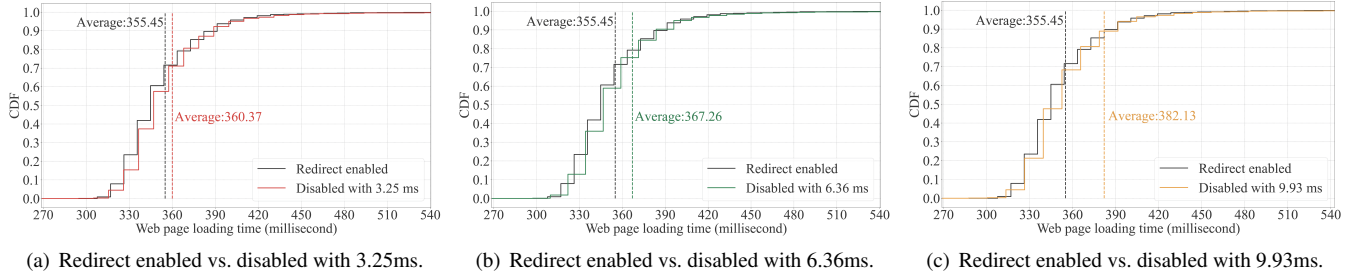 Average:355.45
Average:360.37
Redirect enabled
Disabled with 3.25 ms
CDF
1.0
0.9
0.8
0.7
0.6
0.5
0.4
0.3
0.2
0.1
0.0
270 300 330 360 390 420 450 480 510 540
Web page loading time (millisecond)
(a) Redirect enabled vs. disabled with 3.25ms.
Average:355.45
Average:367.26
Redirect enabled
Disabled with 6.36 ms
CDF
1.0
0.9
0.8
0.7
0.6
0.5
0.4
0.3
0.2
0.1
0.0
270 300 330 360 390 420 450 480 510 540
Web page loading time (millisecond)
(b) Redirect enabled vs. disabled with 6.36ms.
Average:355.45
Average:382.13
Redirect enabled
Disabled with 9.93 ms
CDF
1.0
0.9
0.8
0.7
0.6
0.5
0.4
0.3
0.2
0.1
0.0
270 300 330 360 390 420 450 480 510 540
Web page loading time (millisecond)
(c) Redirect enabled vs. disabled with 9.93ms.